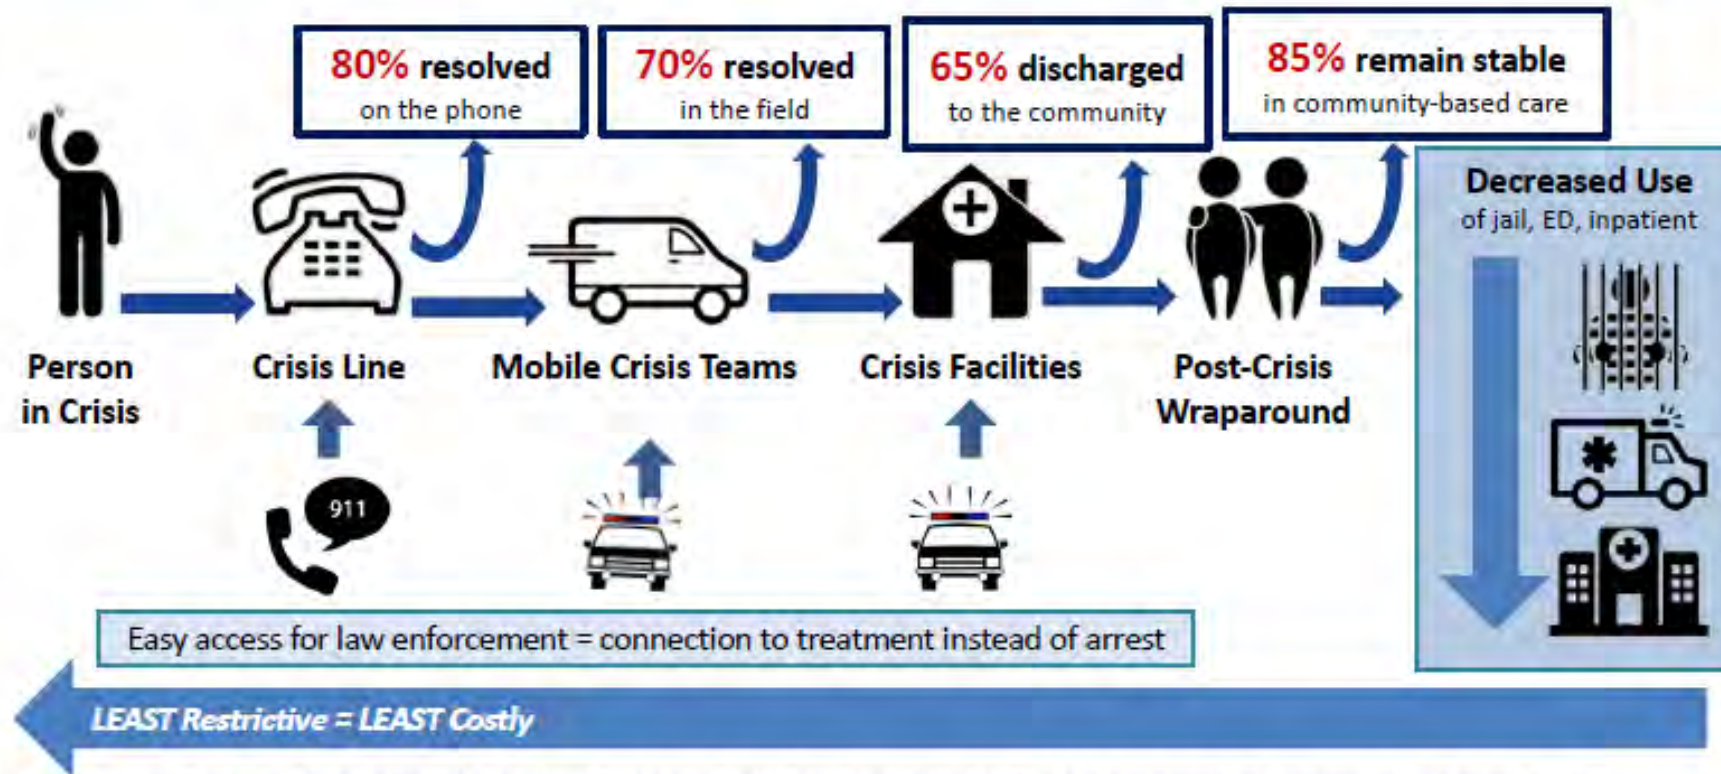 80% resolved
on the phone
70% resolved
in the field
65% discharged
to the community
85% remain stable
in community-based care
Decreased Use
of jail, ED, inpatient
Person
in Crisis
Crisis Line
Mobile Crisis Teams
Crisis Facilities
Post-Crisis
Wraparound
911
Easy access for law enforcement = connection to treatment instead of arrest
LEAST Restrictive = LEAST Costly